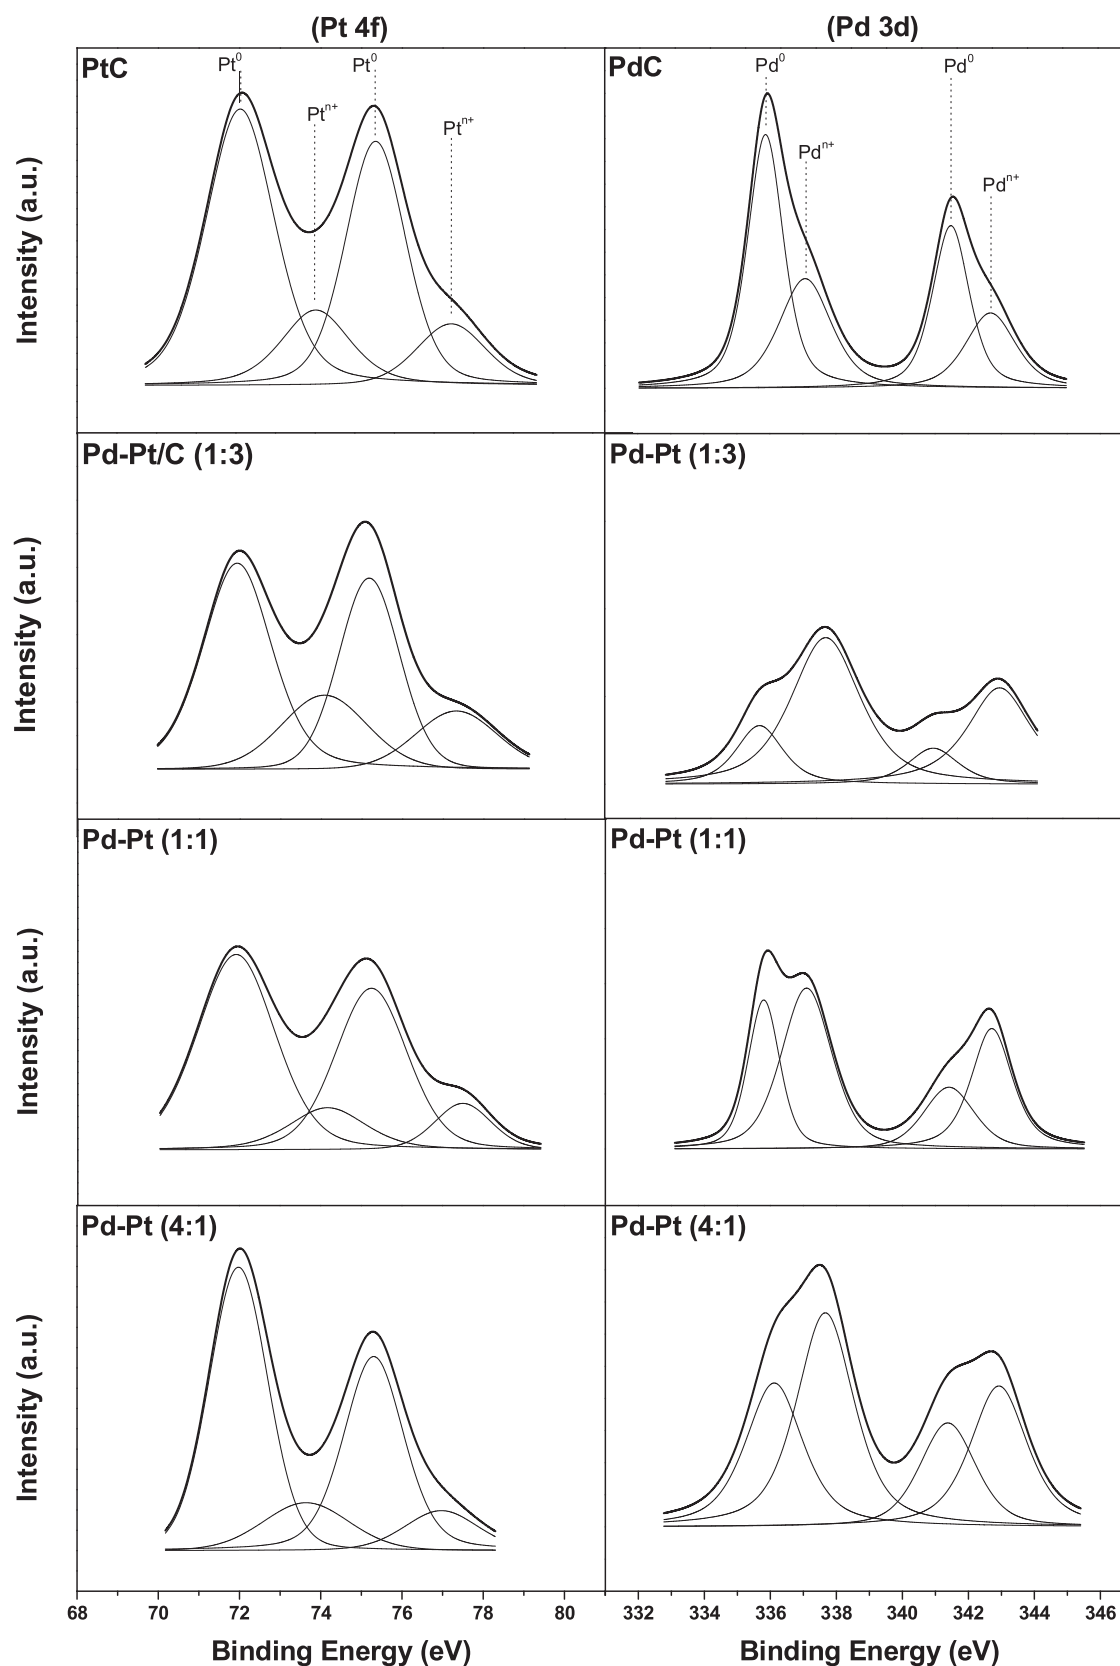 (Pt 4f) (Pd 3d)
PtC
Pt0 Pt0
Ptn+ Ptn+
PdC
Pd0 Pd0
Pdn+
Pdn+
Intensity (a.u.)
Pd-Pt/C (1:3) Pd-Pt (1:3)
Intensity (a.u.)
Pd-Pt (1:1) Pd-Pt (1:1)
Intensity (a.u.)
Pd-Pt (4:1) Pd-Pt (4:1)
Intensity (a.u.)
68 70 72 74 76 78 80 332 334 336 338 340 342 344 346
Binding Energy (eV) Binding Energy (eV)